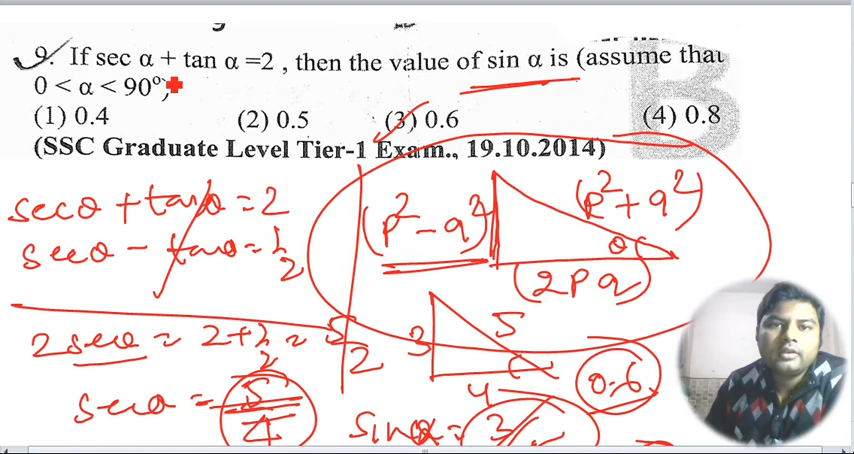 9. If sec α + tan α =2 , then the value of sin α is (assume that
0 < α < 90°)
(1) 0.4 (2) 0.5 (3) 0.6 (4) 0.8
(SSC Graduate Level Tier-1 Exam., 19.10.2014)
secθ + tanθ = 2
secθ - tanθ = 1/2
2secθ = 2+1/2 = 5/2
secθ = 5/4
(p²-q²) (p²+q²)
θ
(2pq)
3 5
4
0.6
sinα = 3/